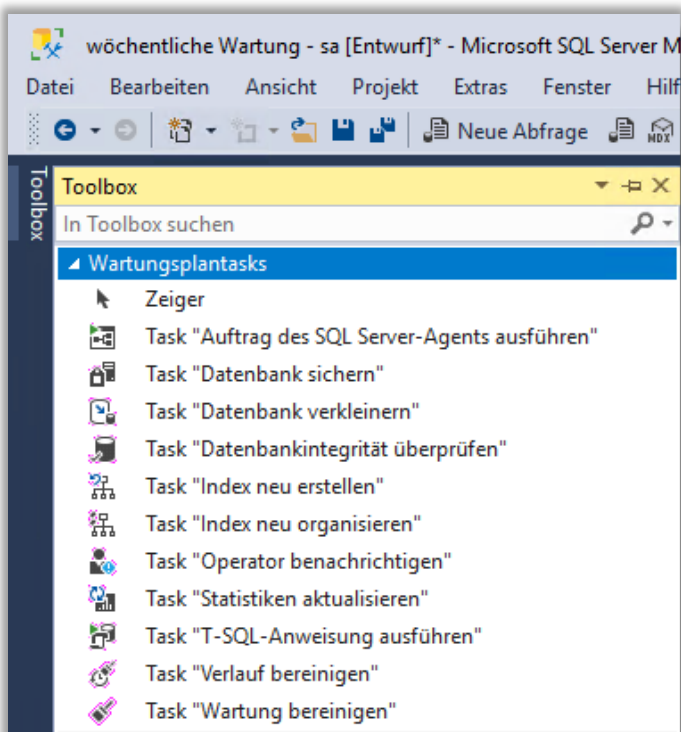 wöchentliche Wartung - sa [Entwurf]* - Microsoft SQL Server M
Datei Bearbeiten Ansicht Projekt Extras Fenster Hilf
Neue Abfrage MDX
Toolbox
Toolbox
In Toolbox suchen
Wartungsplantasks
Zeiger
Task "Auftrag des SQL Server-Agents ausführen"
Task "Datenbank sichern"
Task "Datenbank verkleinern"
Task "Datenbankintegrität überprüfen"
Task "Index neu erstellen"
Task "Index neu organisieren"
Task "Operator benachrichtigen"
Task "Statistiken aktualisieren"
Task "T-SQL-Anweisung ausführen"
Task "Verlauf bereinigen"
Task "Wartung bereinigen"